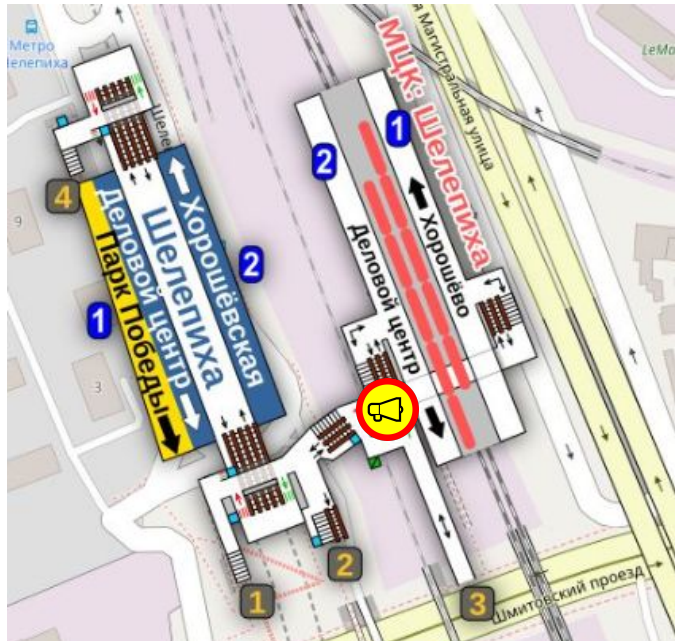 Метро
Шелепиха
LeMo
я Магистральная улица
МЦК: Шелепиха
Шеле
4
9
3
1
Парк Победы
Деловой центр
Шелепиха
Хорошёвская
2
2
1
Деловой центр
Хорошёво
1
2
3
Шмитовский проезд